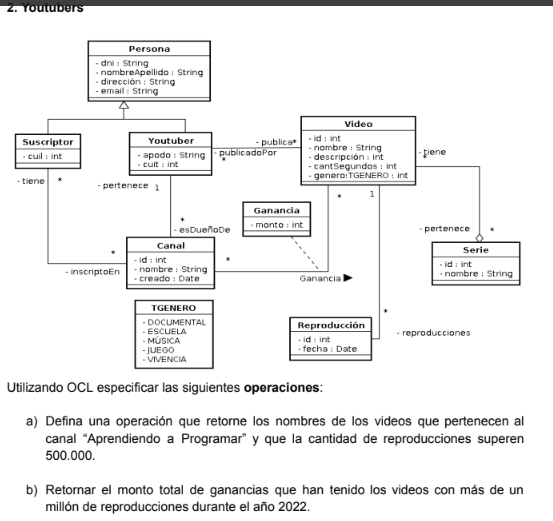 2. Youtubers
Persona
- dni : String
- nombreApellido : String
- dirección : String
- email : String
Suscriptor
- cuil : int
Youtuber
- apodo : String
- cuit : int
- publica*
- publicadoPor
*
Video
- id : int
- nombre : String
- descripción : int
- cantSegundos : int
- genero:TGENERO : int
- tiene
*
- tiene *
- pertenece 1
* 1
Ganancia
- monto : int
*
- esDueñoDe
- pertenece *
Canal
- id : int
- nombre : String
- creado : Date
*
- inscriptoEn
*
Ganancia ▶
Serie
- id : int
- nombre : String
TGENERO
- DOCUMENTAL
- ESCUELA
- MÚSICA
- JUEGO
- VIVENCIA
*
Reproducción
- id : int
- fecha : Date
- reproducciones
Utilizando OCL especificar las siguientes operaciones:
a) Defina una operación que retorne los nombres de los videos que pertenecen al
canal “Aprendiendo a Programar” y que la cantidad de reproducciones superen
500.000.
b) Retornar el monto total de ganancias que han tenido los videos con más de un
millón de reproducciones durante el año 2022.